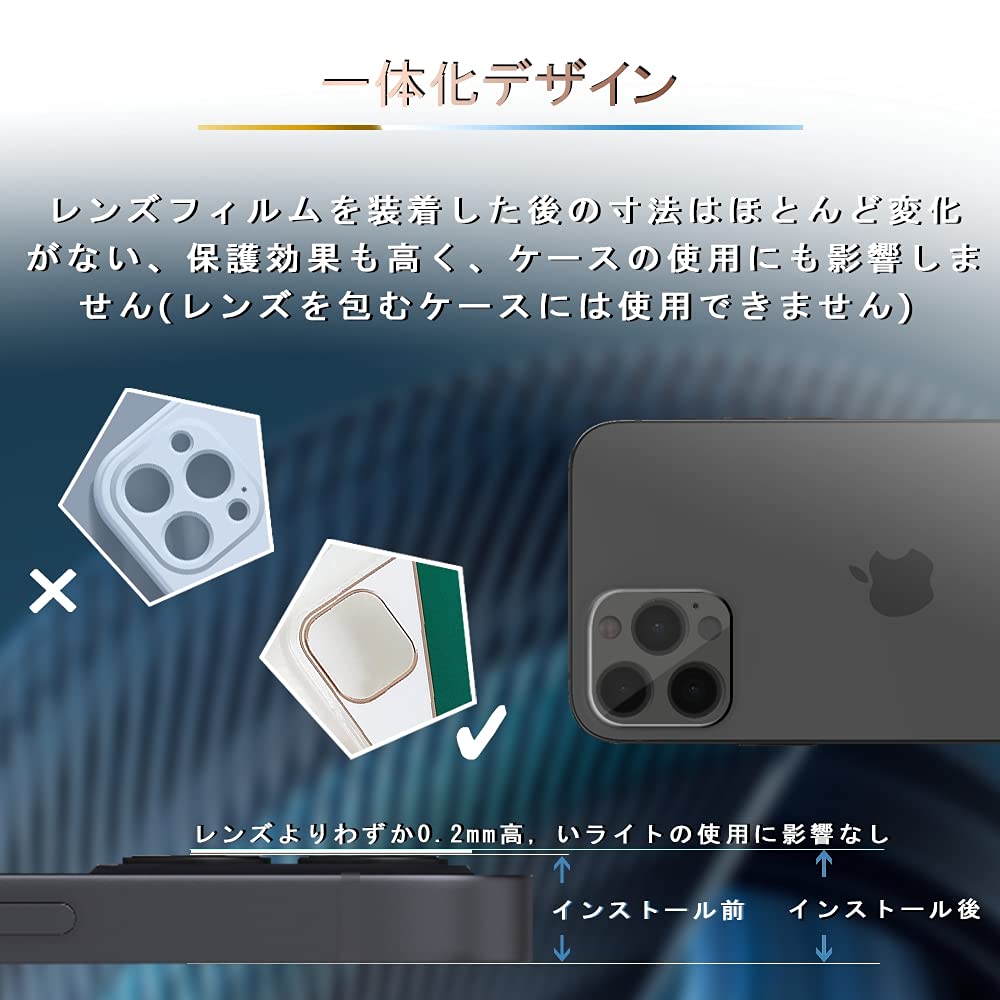 一体化デザイン
レンズフィルムを装着した後の寸法はほとんど変化
がない、保護効果も高く、ケースの使用にも影響しま
せん(レンズを包むケースには使用できません)
レンズよりわずか0.2mm高,いライトの使用に影響なし
インストール前
インストール後